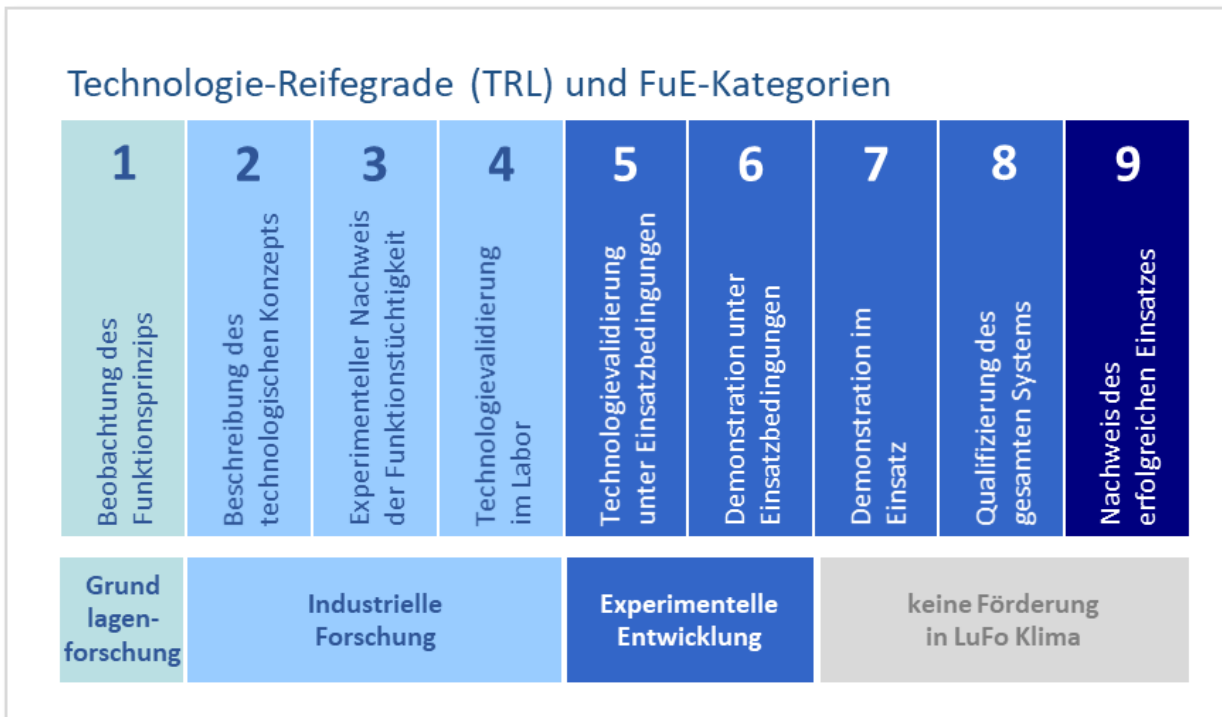 Technologie-Reifegrade (TRL) und FuE-Kategorien
1
Beobachtung des
Funktionsprinzips
2
Beschreibung des
technologischen Konzepts
3
Experimenteller Nachweis
der Funktionstüchtigkeit
4
Technologievalidierung
im Labor
5
Technologievalidierung
unter Einsatzbedingungen
6
Demonstration unter
Einsatzbedingungen
7
Demonstration im
Einsatz
8
Qualifizierung des
gesamten Systems
9
Nachweis des
erfolgreichen Einsatzes
Grund
lagen-
forschung
Industrielle
Forschung
Experimentelle
Entwicklung
keine Förderung
in LuFo Klima